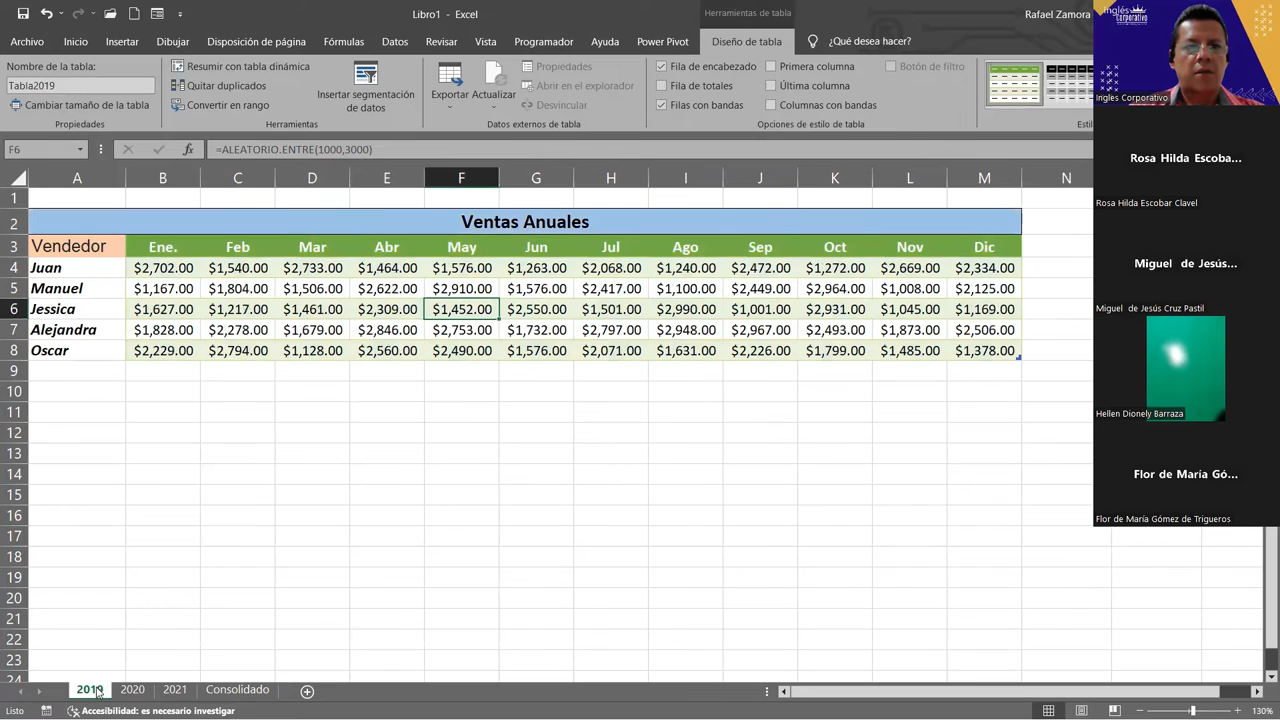 Libro1 - Excel
Herramientas de tabla
Rafael Zamora
Archivo Inicio Insertar Dibujar Disposición de página Fórmulas Datos Revisar Vista Programador Ayuda Power Pivot Diseño de tabla ¿Qué desea hacer?
Nombre de la tabla:
Tabla2019
Cambiar tamaño de la tabla
Propiedades
Resumir con tabla dinámica
Quitar duplicados
Convertir en rango
Insertar segmentación
de datos
Herramientas
Exportar Actualizar
Propiedades
Abrir en el explorador
Desvincular
Datos externos de tabla
Fila de encabezado Primera columna Botón de filtro
Fila de totales Última columna
Filas con bandas Columnas con bandas
Opciones de estilo de tabla
Estil
F6 fx =ALEATORIO.ENTRE(1000,3000)
A B C D E F G H I J K L M N
1
2 Ventas Anuales
3 Vendedor Ene. Feb Mar Abr May Jun Jul Ago Sep Oct Nov Dic
4 Juan $2,702.00 $1,540.00 $2,733.00 $1,464.00 $1,576.00 $1,263.00 $2,068.00 $1,240.00 $2,472.00 $1,272.00 $2,669.00 $2,334.00
5 Manuel $1,167.00 $1,804.00 $1,506.00 $2,622.00 $2,910.00 $1,576.00 $2,417.00 $1,100.00 $2,449.00 $2,964.00 $1,008.00 $2,125.00
6 Jessica $1,627.00 $1,217.00 $1,461.00 $2,309.00 $1,452.00 $2,550.00 $1,501.00 $2,990.00 $1,001.00 $2,931.00 $1,045.00 $1,169.00
7 Alejandra $1,828.00 $2,278.00 $1,679.00 $2,846.00 $2,753.00 $1,732.00 $2,797.00 $2,948.00 $2,967.00 $2,493.00 $1,873.00 $2,506.00
8 Oscar $2,229.00 $2,794.00 $1,128.00 $2,560.00 $2,490.00 $1,576.00 $2,071.00 $1,631.00 $2,226.00 $1,799.00 $1,485.00 $1,378.00
9
10
11
12
13
14
15
16
17
18
19
20
21
22
23
24
2019 2020 2021 Consolidado
Listo Accesibilidad: es necesario investigar 130%
Inglés
Corporativo
Ingles Corporativo
Rosa Hilda Escoba...
Rosa Hilda Escobar Clavel
Miguel de Jesús...
Miguel de Jesús Cruz Pastil
Hellen Dionely Barraza
Flor de María Gó...
Flor de María Gómez de Trigueros